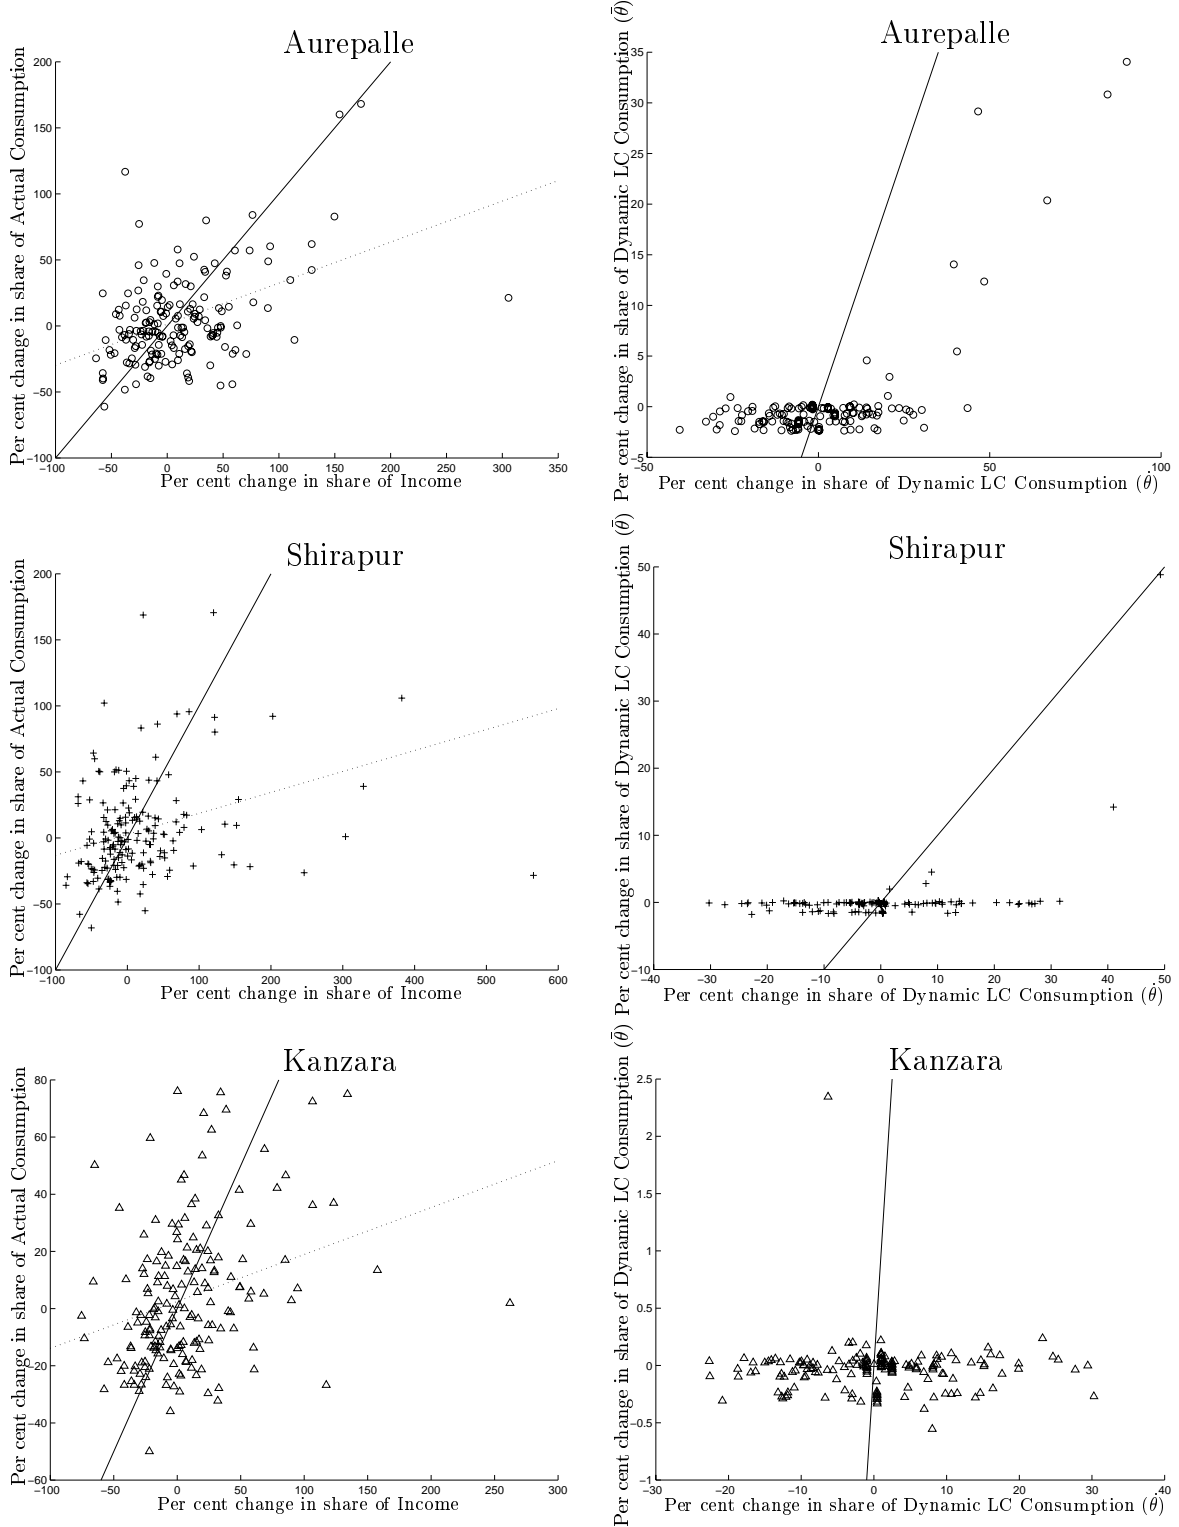 Aurepalle
Per cent change in share of Actual Consumption
200
150
100
50
0
−50
−100
−100 −50 0 50 100 150 200 250 300 350
Per cent change in share of Income
Aurepalle
Per cent change in share of Dynamic LC Consumption (θ̄)
35
30
25
20
15
10
5
0
−5
−50 0 50 100
Per cent change in share of Dynamic LC Consumption (θ̇)
Shirapur
Per cent change in share of Actual Consumption
200
150
100
50
0
−50
−100
−100 0 100 200 300 400 500 600
Per cent change in share of Income
Shirapur
Per cent change in share of Dynamic LC Consumption (θ̄)
50
40
30
20
10
0
−10
−40 −30 −20 −10 0 10 20 30 40 50
Per cent change in share of Dynamic LC Consumption (θ̇)
Kanzara
Per cent change in share of Actual Consumption
80
60
40
20
0
−20
−40
−60
−100 −50 0 50 100 150 200 250 300
Per cent change in share of Income
Kanzara
Per cent change in share of Dynamic LC Consumption (θ̄)
2.5
2
1.5
1
0.5
0
−0.5
−1
−30 −20 −10 0 10 20 30 40
Per cent change in share of Dynamic LC Consumption (θ̇)